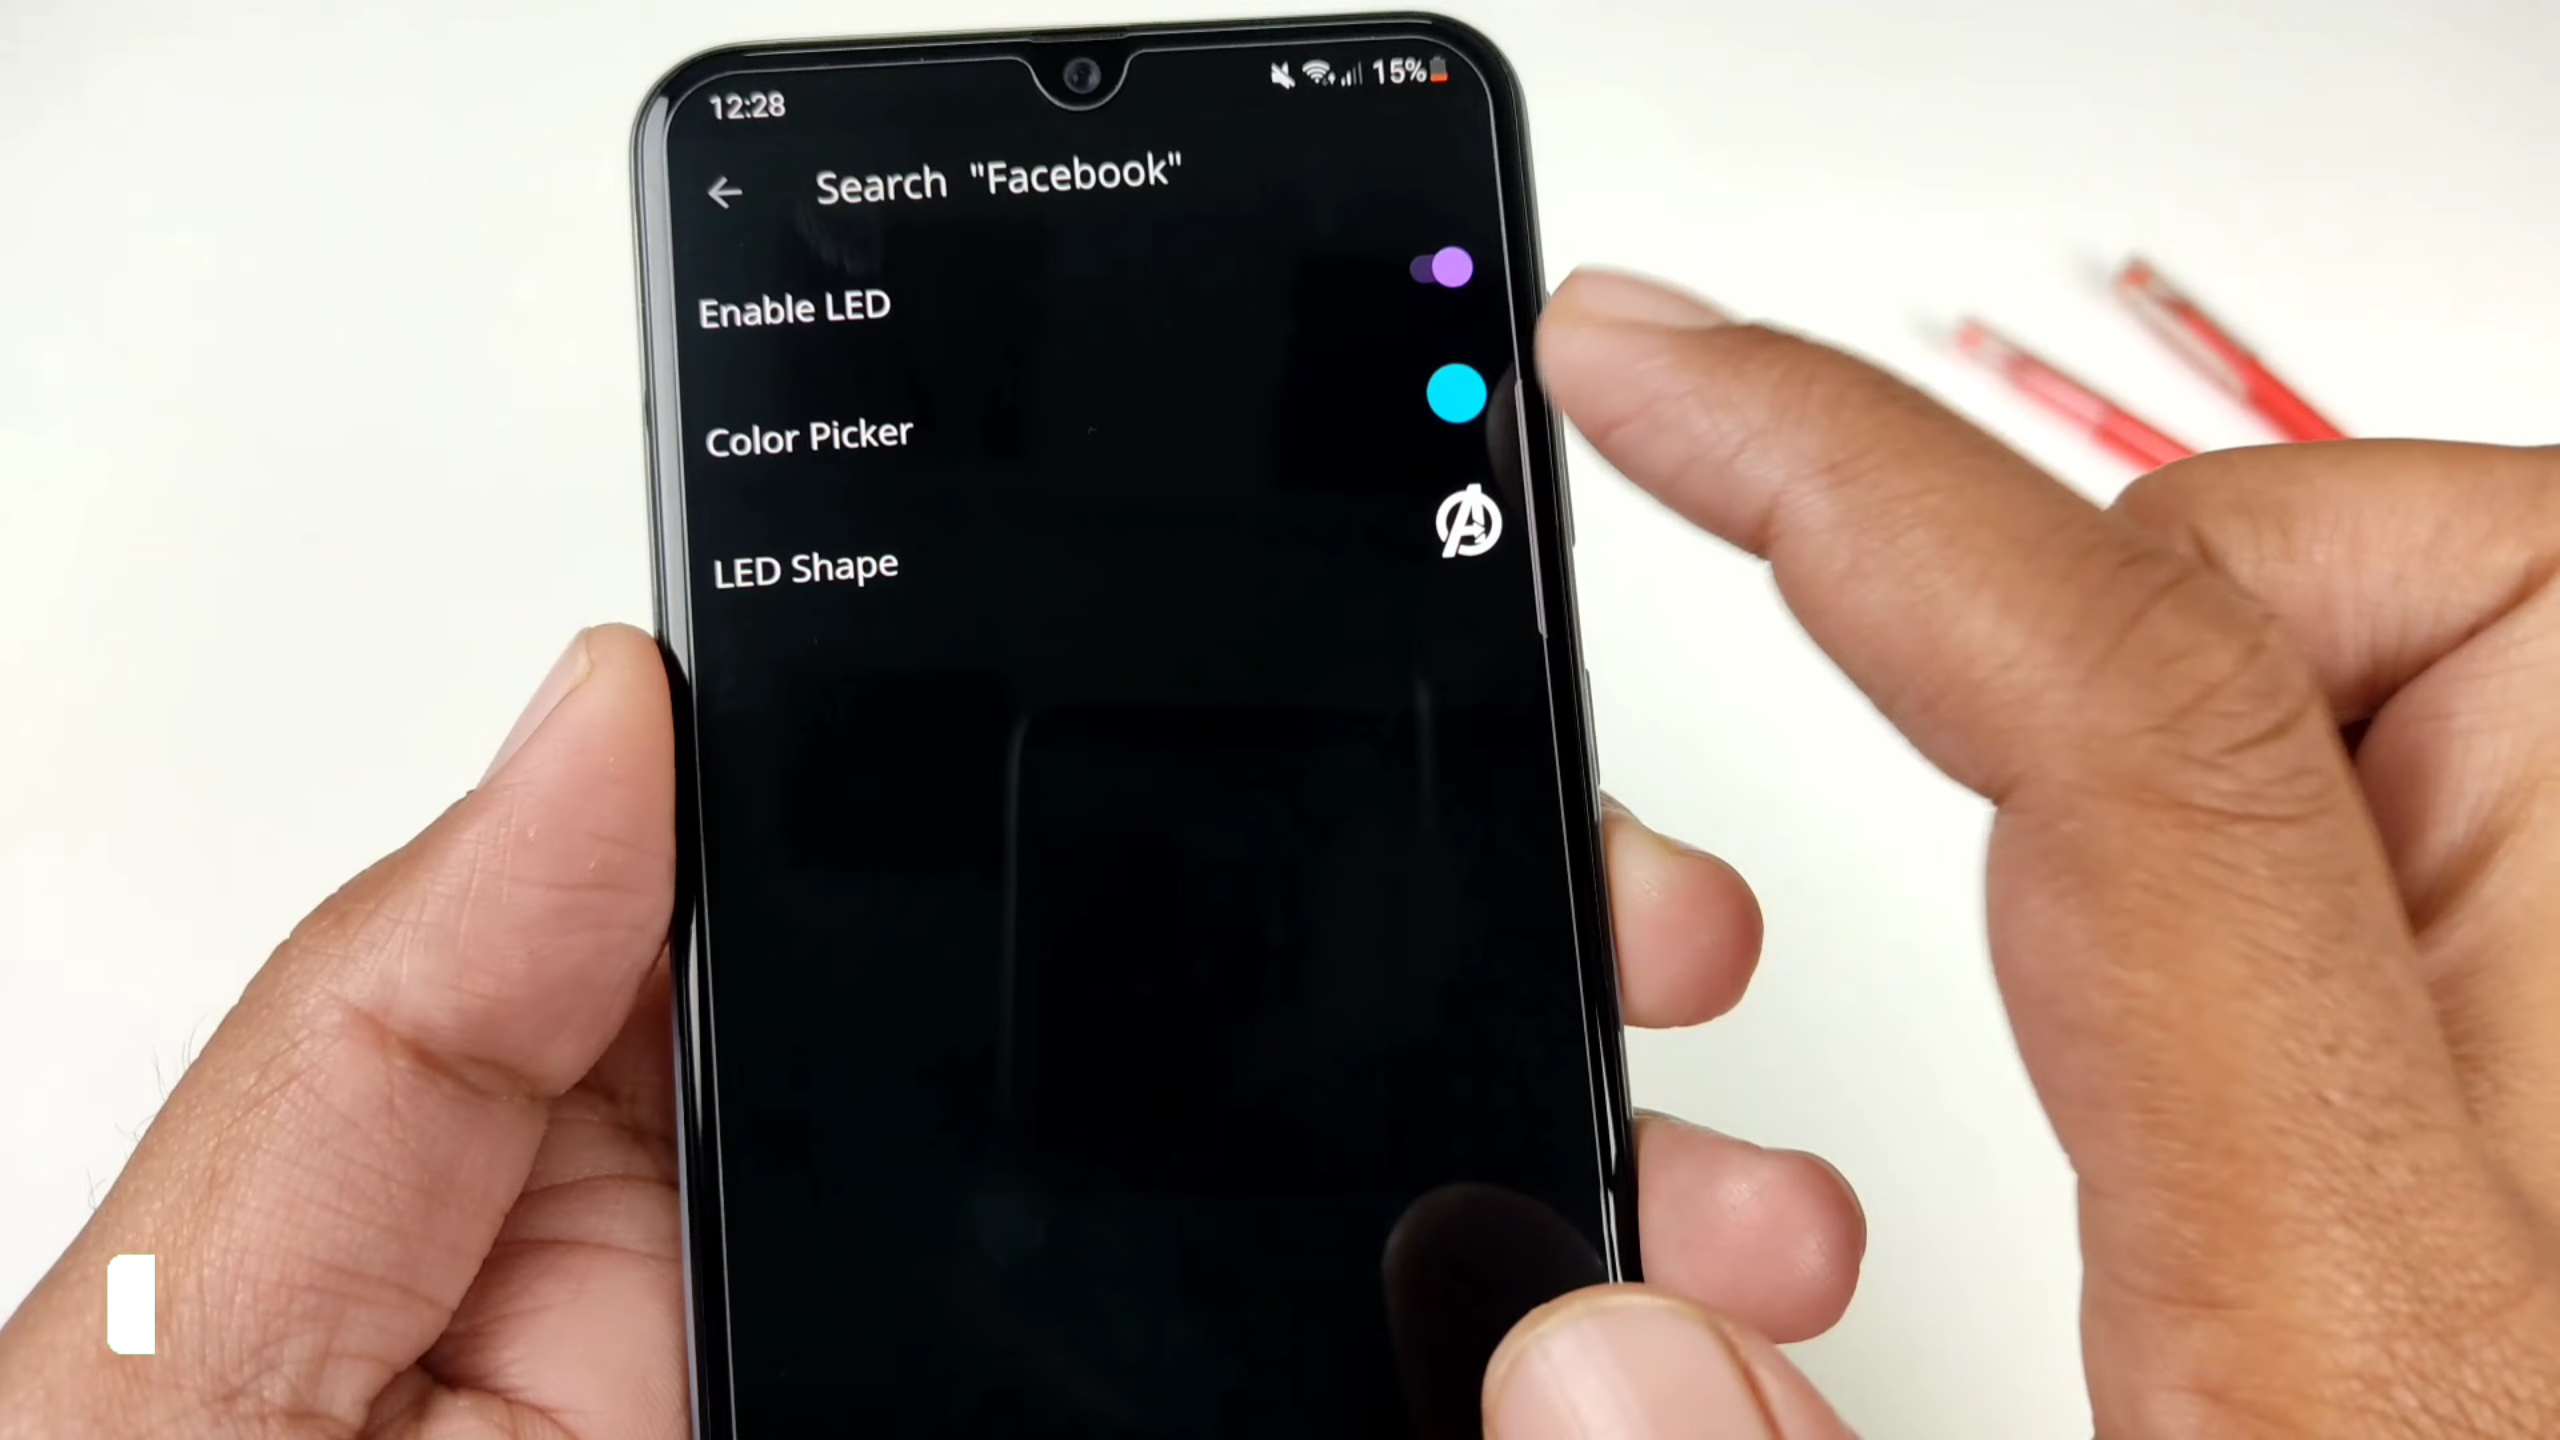 12:28
15%
Search "Facebook"
Enable LED
Color Picker
LED Shape